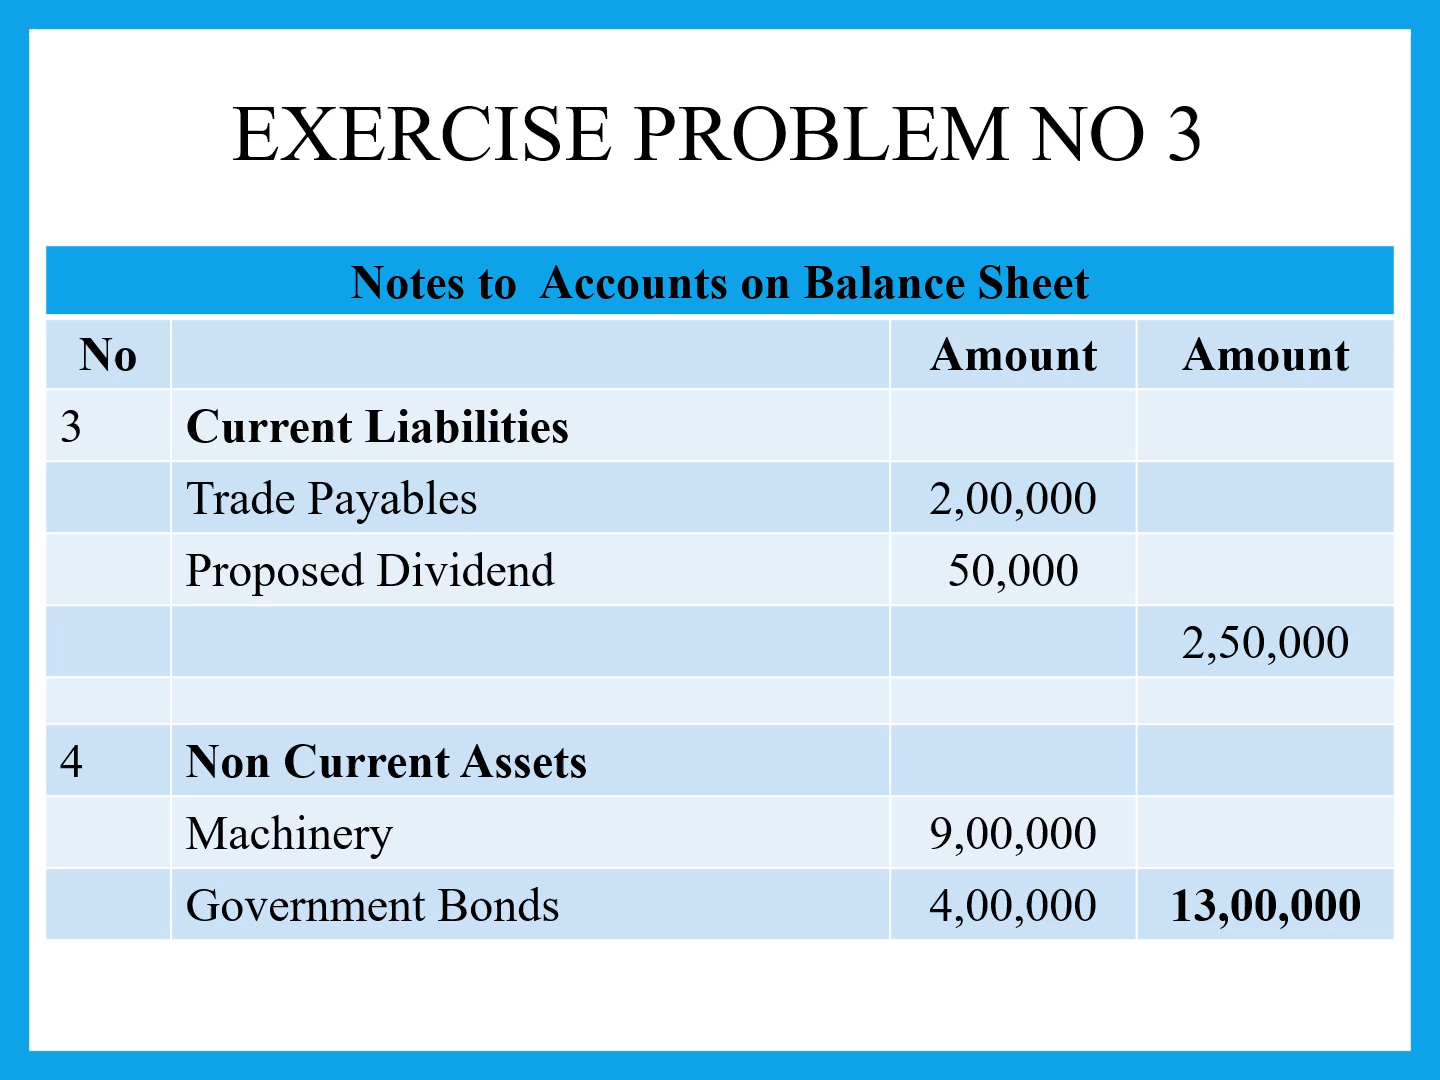 EXERCISE PROBLEM NO 3
Notes to Accounts on Balance Sheet
No Amount Amount
3 Current Liabilities
Trade Payables 2,00,000
Proposed Dividend 50,000
2,50,000
4 Non Current Assets
Machinery 9,00,000
Government Bonds 4,00,000 13,00,000